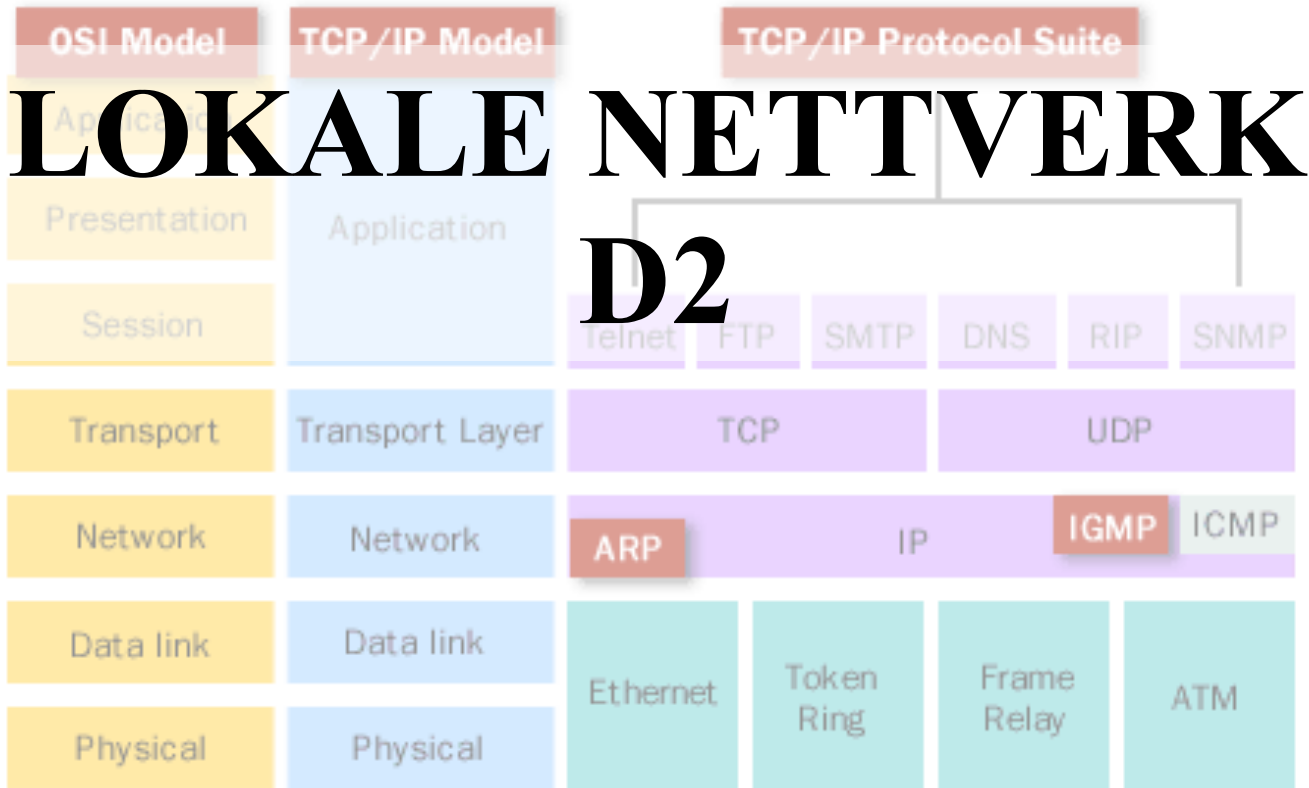 OSI Model TCP/IP Model TCP/IP Protocol Suite
LOKALE NETTVERK
D2
Application
Presentation Application
Session
Telnet FTP SMTP DNS RIP SNMP
Transport Transport Layer TCP UDP
Network Network ARP IP IGMP ICMP
Data link Data link
Ethernet Token Ring Frame Relay ATM
Physical Physical